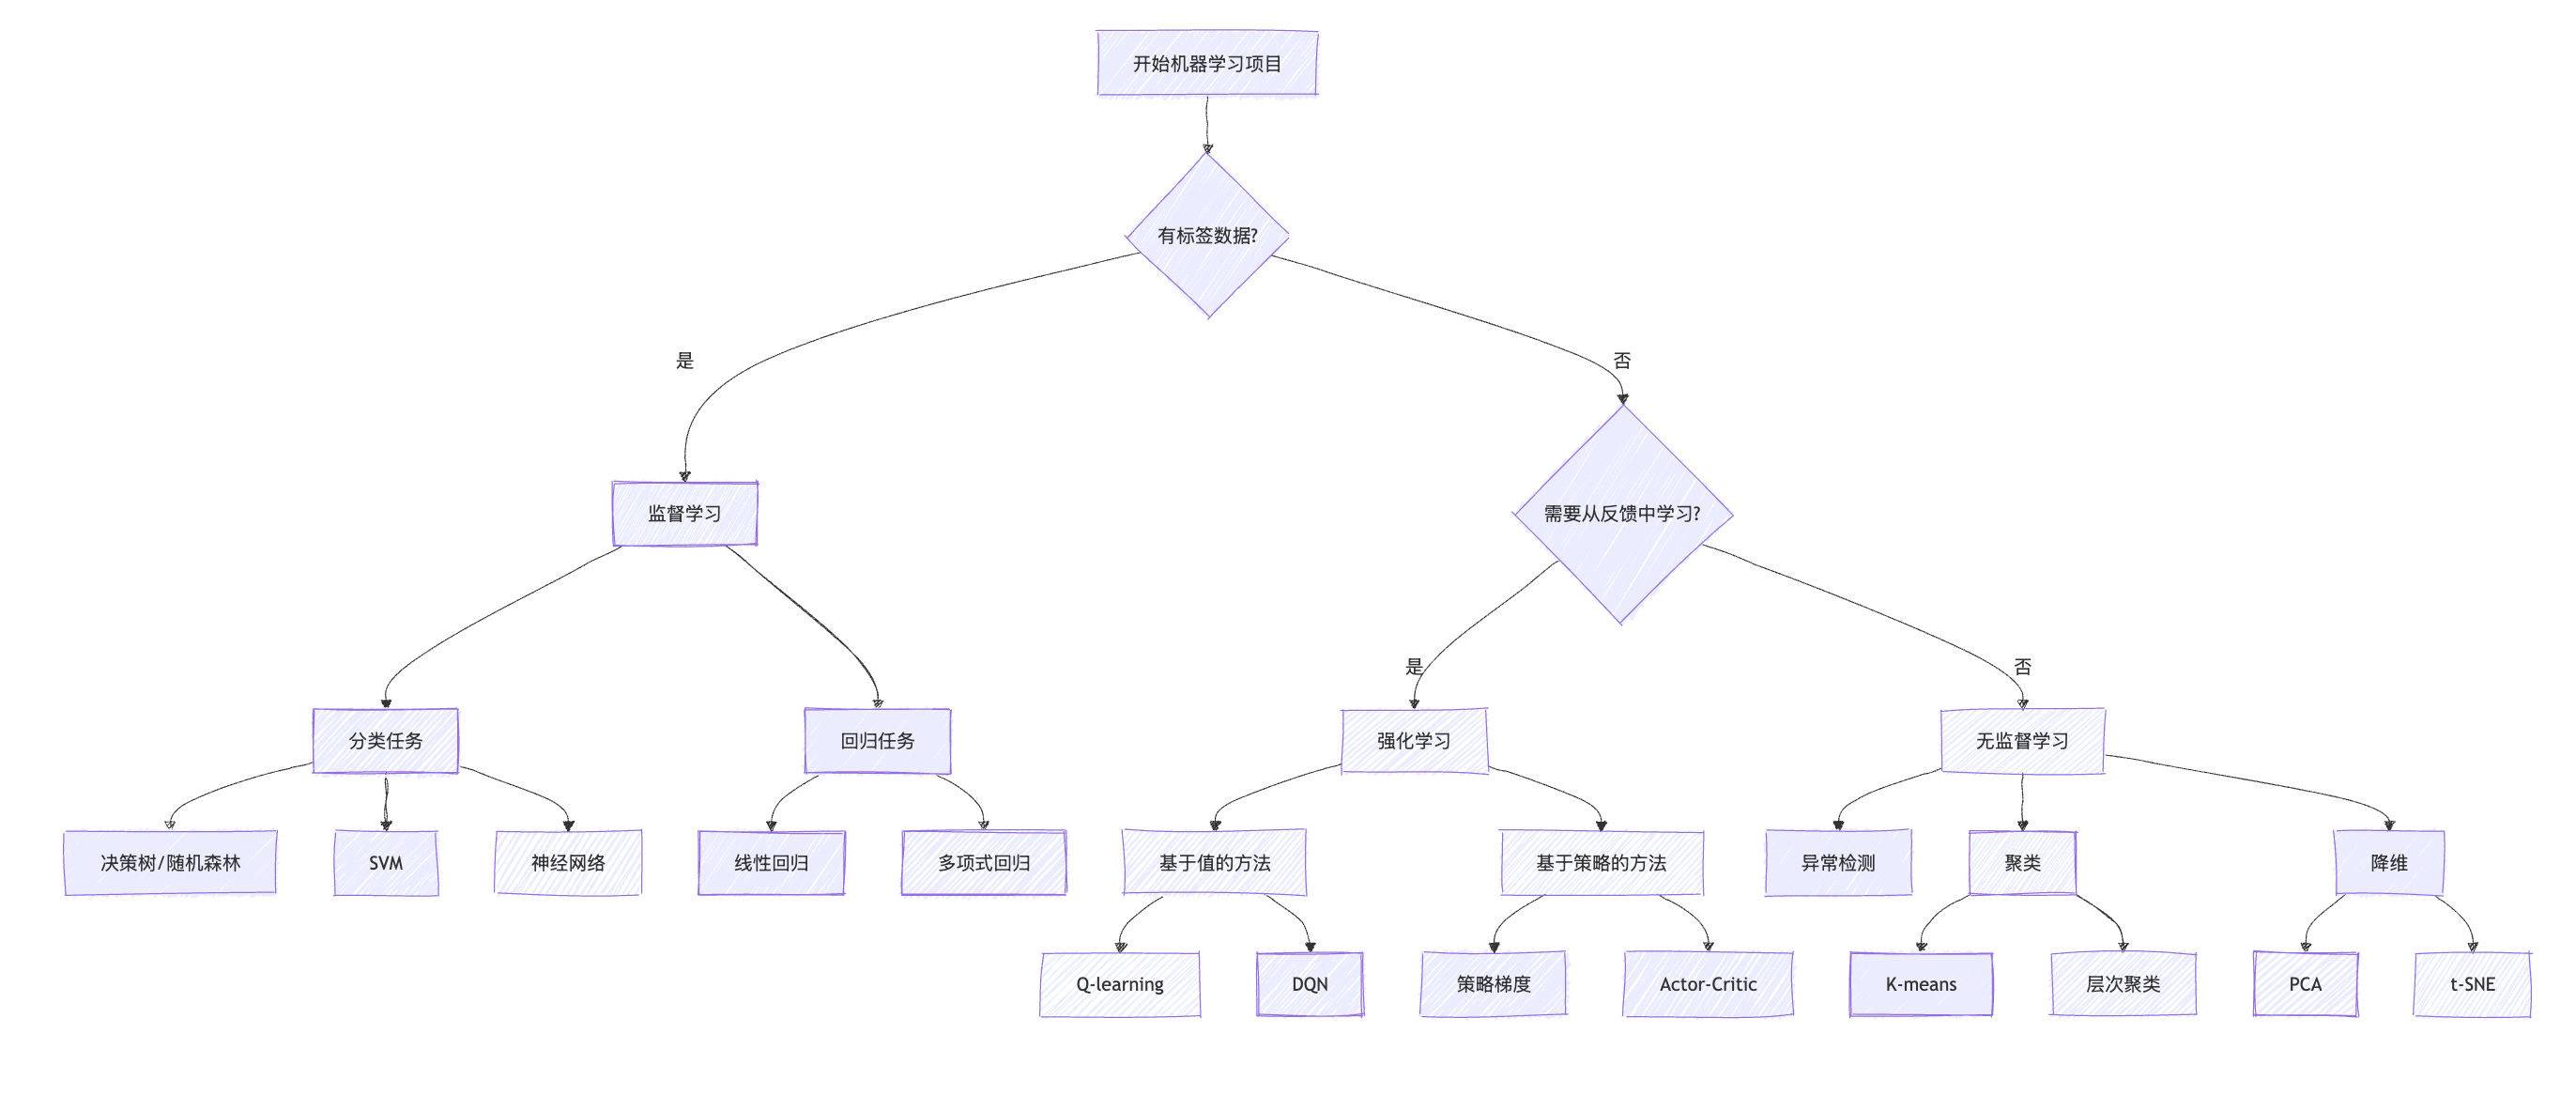 开始机器学习项目
有标签数据?
是
否
监督学习
需要从反馈中学习?
是
否
分类任务
回归任务
强化学习
无监督学习
决策树/随机森林
SVM
神经网络
线性回归
多项式回归
基于值的方法
基于策略的方法
异常检测
聚类
降维
Q-learning
DQN
策略梯度
Actor-Critic
K-means
层次聚类
PCA
t-SNE